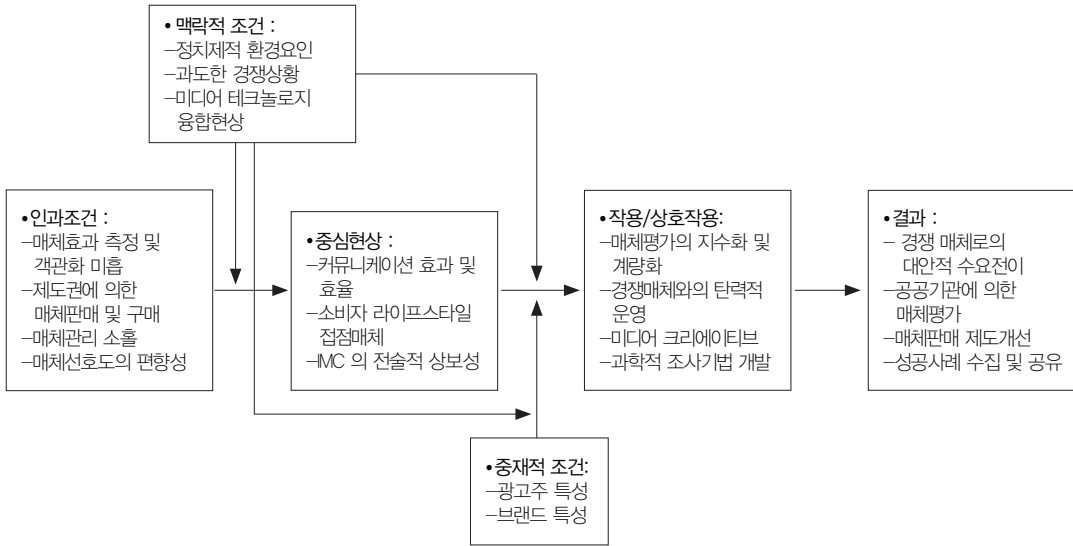 •맥락적 조건 :
–정치제적 환경요인
–과도한 경쟁상황
–미디어 테크놀로지
융합현상
•인과조건 :
–매체효과 측정 및
객관화 미흡
–제도권에 의한
매체판매 및 구매
–매체관리 소홀
–매체선호도의 편향성
•중심현상 :
–커뮤니케이션 효과 및
효율
–소비자 라이프스타일
접점매체
–IMC 의 전술적 상보성
•작용/상호작용:
–매체평가의 지수화 및
계량화
–경쟁매체와의 탄력적
운영
–미디어 크리에이티브
–과학적 조사기법 개발
•결과 :
– 경쟁 매체로의
대안적 수요전이
–공공기관에 의한
매체평가
–매체판매 제도개선
–성공사례 수집 및 공유
•중재적 조건:
–광고주 특성
–브랜드 특성